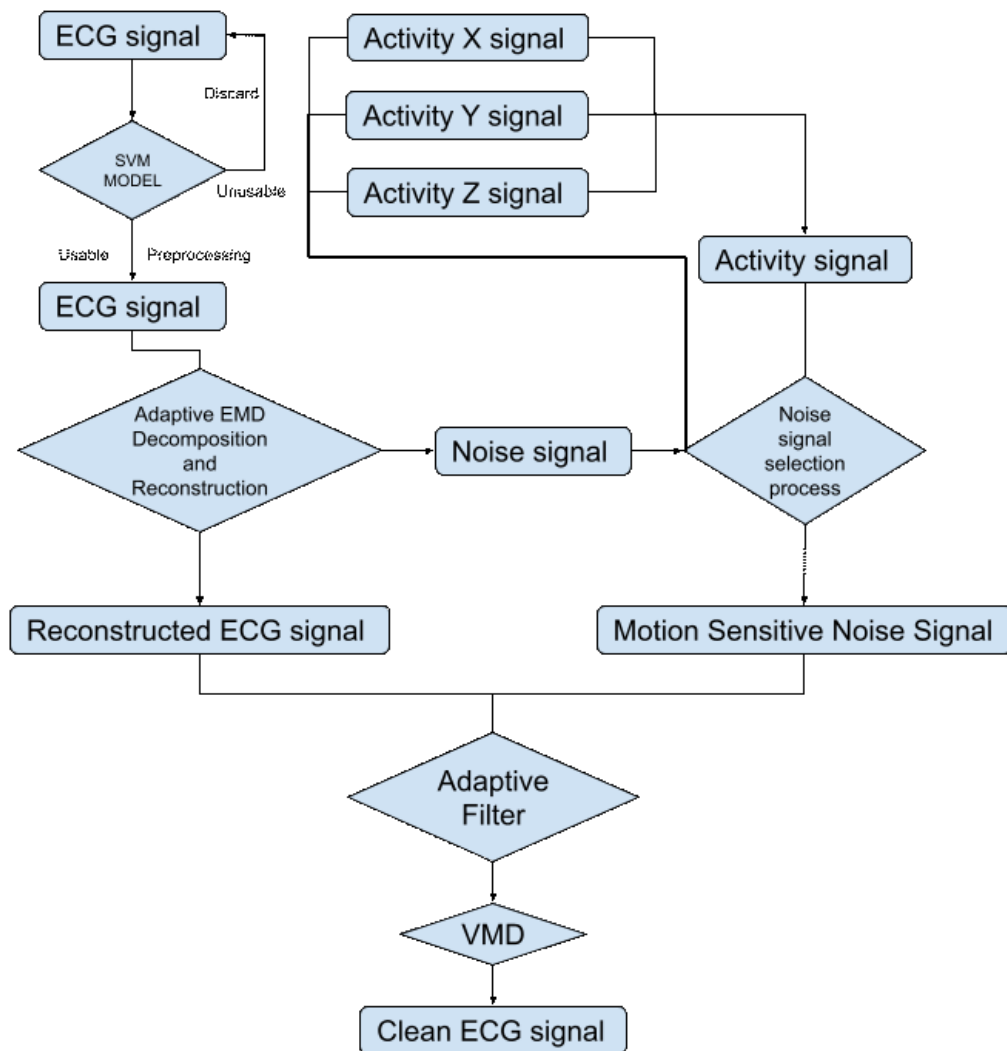 ECG signal
Activity X signal
Discard
Activity Y signal
SVM
MODEL
Unusable
Activity Z signal
Usable
Preprocessing
Activity signal
ECG signal
Adaptive EMD
Decomposition
and
Reconstruction
Noise signal
Noise
signal
selection
process
Reconstructed ECG signal
Motion Sensitive Noise Signal
Adaptive
Filter
VMD
Clean ECG signal